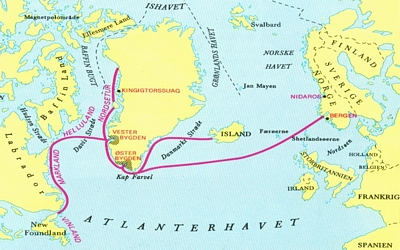 ISHAVET
Magnetpolområde
Ellesmere Land
Svalbard
BAFFIN BUGT
GRØNLANDS HAVET
NORSKE
HAVET
FINLAND
Baffin Land
KINGIGTORSSUAQ
Jan Mayen
NIDAROS
SVERIGE
NORGE
NORDSETUR
BERGEN
Hudson Stræde
HELLULAND
Davis Stræde
VESTER
BYGDEN
Danmarks Stræde
ISLAND
Færøerne
Shetlandsøerne
Labrador
MARKLAND
ØSTER
BYGDEN
Kap Farvel
Nordsøen
HOLLAND
BELGIEN
STORBRITANNIEN
IRLAND
VINLAND
New
Foundland
ATLANTERHAVET
FRANKRIG
SPANIEN